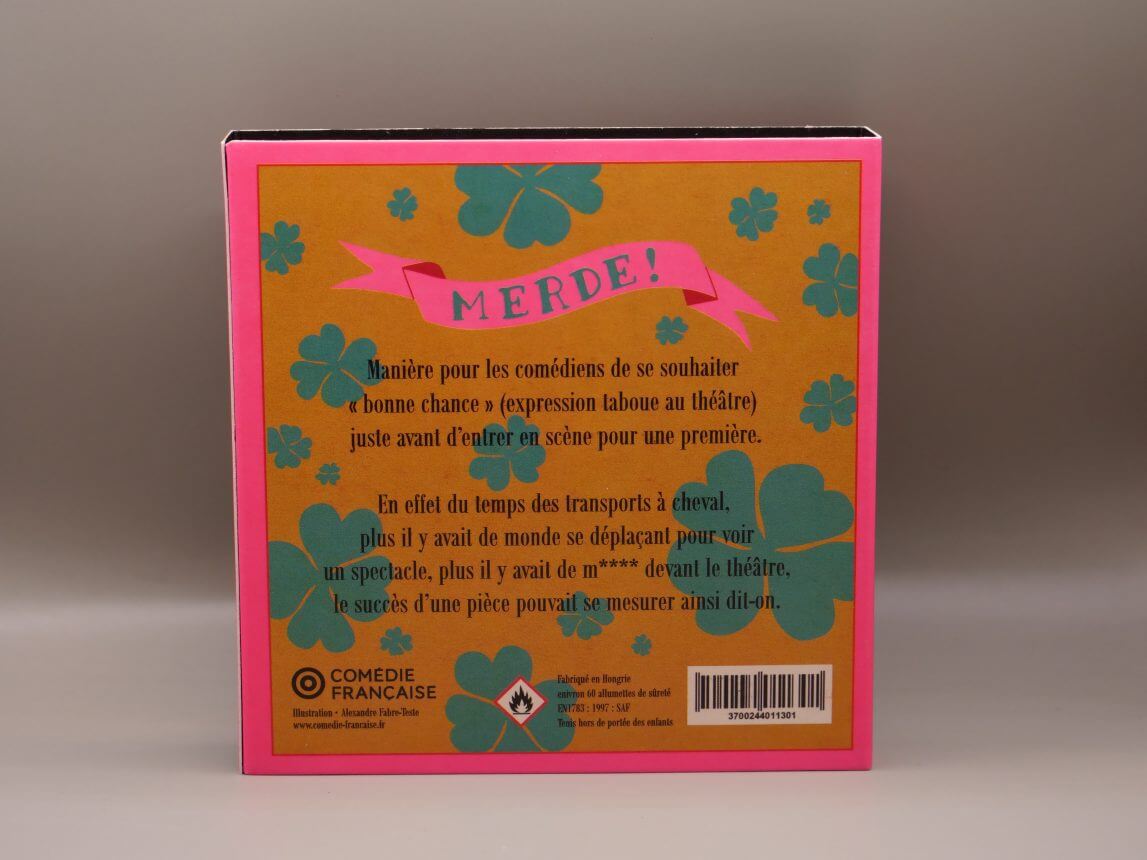 MERDE!
Manière pour les comédiens de se souhaiter
« bonne chance » (expression taboue au théâtre)
juste avant d’entrer en scène pour une première.
En effet du temps des transports à cheval,
plus il y avait de monde se déplaçant pour voir
un spectacle, plus il y avait de m**** devant le théâtre,
le succès d’une pièce pouvait se mesurer ainsi dit-on.
COMÉDIE
FRANÇAISE
Illustration • Alexandre Fabre-Teste
www.comedie-francaise.fr
Fabriqué en Hongrie
enivron 60 allumettes de sûreté
EN1783 : 1997 : SAF
Tenis hors de portée des enfants
3700244011301